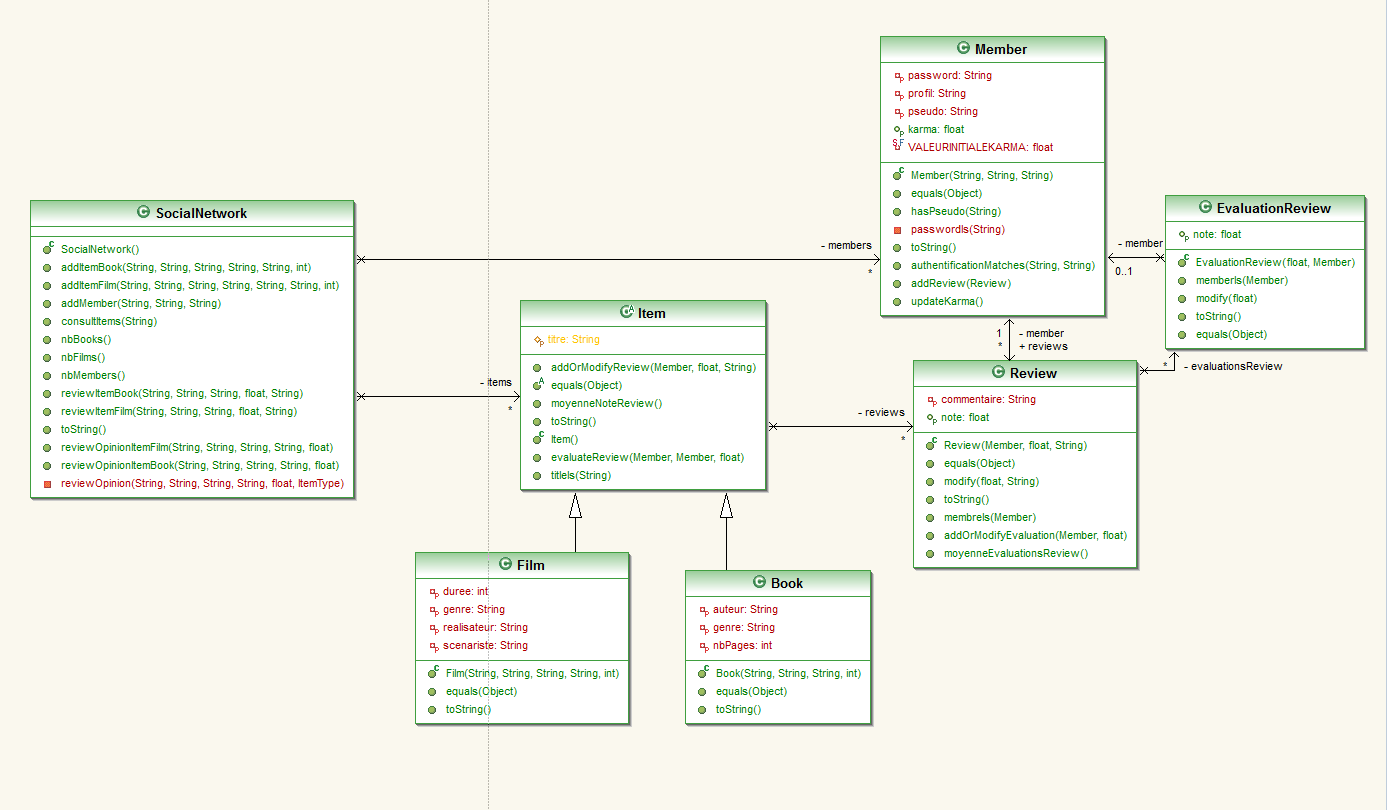 SocialNetwork
SocialNetwork()
addItemBook(String, String, String, String, String, int)
addItemFilm(String, String, String, String, String, String, int)
addMember(String, String, String)
consultItems(String)
nbBooks()
nbFilms()
nbMembers()
reviewItemBook(String, String, String, float, String)
reviewItemFilm(String, String, String, float, String)
toString()
reviewOpinionItemFilm(String, String, String, String, float)
reviewOpinionItemBook(String, String, String, String, float)
reviewOpinion(String, String, String, String, float, ItemType)
- members
*
- items
*
Item
titre: String
addOrModifyReview(Member, float, String)
equals(Object)
moyenneNoteReview()
toString()
Item()
evaluateReview(Member, Member, float)
titleIs(String)
Film
duree: int
genre: String
realisateur: String
scenariste: String
Film(String, String, String, String, int)
equals(Object)
toString()
Book
auteur: String
genre: String
nbPages: int
Book(String, String, String, int)
equals(Object)
toString()
Member
password: String
profil: String
pseudo: String
karma: float
VALEURINITIALEKARMA: float
Member(String, String, String)
equals(Object)
hasPseudo(String)
passwordIs(String)
toString()
authentificationMatches(String, String)
addReview(Review)
updateKarma()
- member
0..1
EvaluationReview
note: float
EvaluationReview(float, Member)
memberIs(Member)
modify(float)
toString()
equals(Object)
1 - member
* + reviews
* - evaluationsReview
- reviews
*
Review
commentaire: String
note: float
Review(Member, float, String)
equals(Object)
modify(float, String)
toString()
membreIs(Member)
addOrModifyEvaluation(Member, float)
moyenneEvaluationsReview()